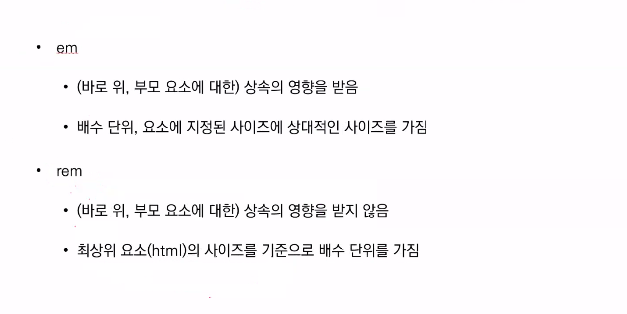 • em
• (바로 위, 부모 요소에 대한) 상속의 영향을 받음
• 배수 단위, 요소에 지정된 사이즈에 상대적인 사이즈를 가짐
• rem
• (바로 위, 부모 요소에 대한) 상속의 영향을 받지 않음
• 최상위 요소(html)의 사이즈를 기준으로 배수 단위를 가짐